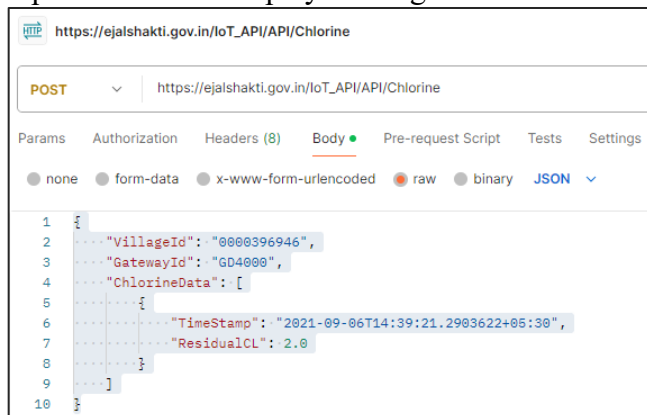 HTTP https://ejalshakti.gov.in/IoT_API/API/Chlorine
POST https://ejalshakti.gov.in/IoT_API/API/Chlorine
Params Authorization Headers (8) Body Pre-request Script Tests Settings
none form-data x-www-form-urlencoded raw binary JSON
1 {
2 "VillageId": "0000396946",
3 "GatewayId": "GD4000",
4 "ChlorineData": [
5 {
6 "TimeStamp": "2021-09-06T14:39:21.2903622+05:30",
7 "ResidualCL": 2.0
8 }
9 ]
10 }